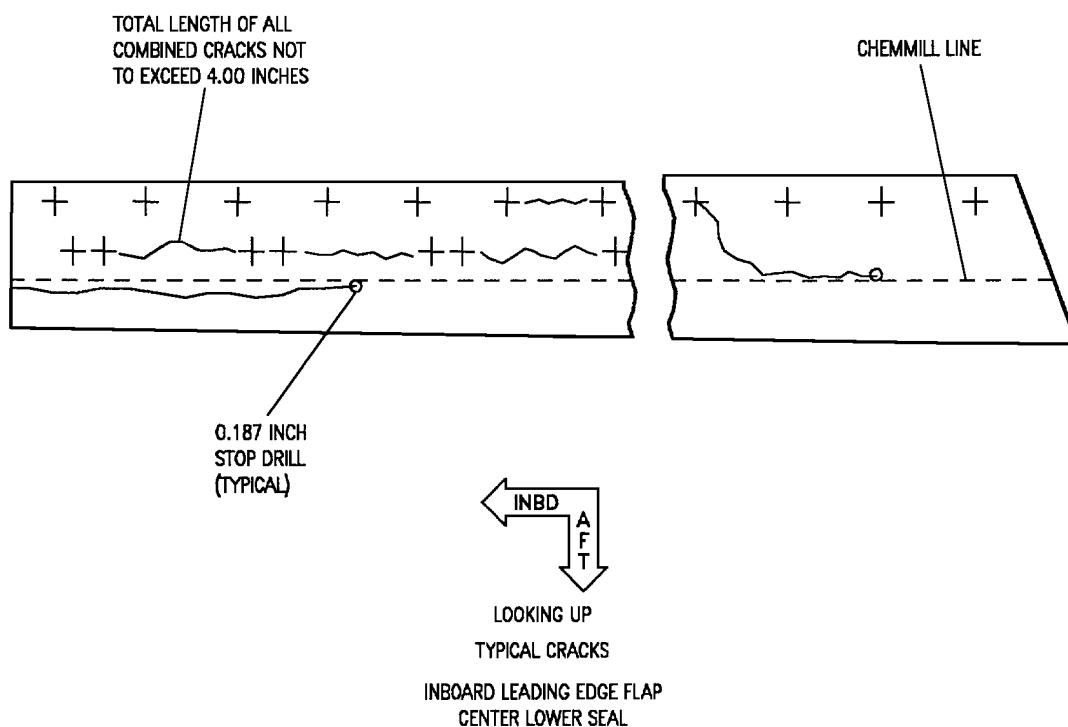 TOTAL LENGTH OF ALL
COMBINED CRACKS NOT
TO EXCEED 4.00 INCHES
CHEMMILL LINE
0.187 INCH
STOP DRILL
(TYPICAL)
INBD
AFT
LOOKING UP
TYPICAL CRACKS
INBOARD LEADING EDGE FLAP
CENTER LOWER SEAL